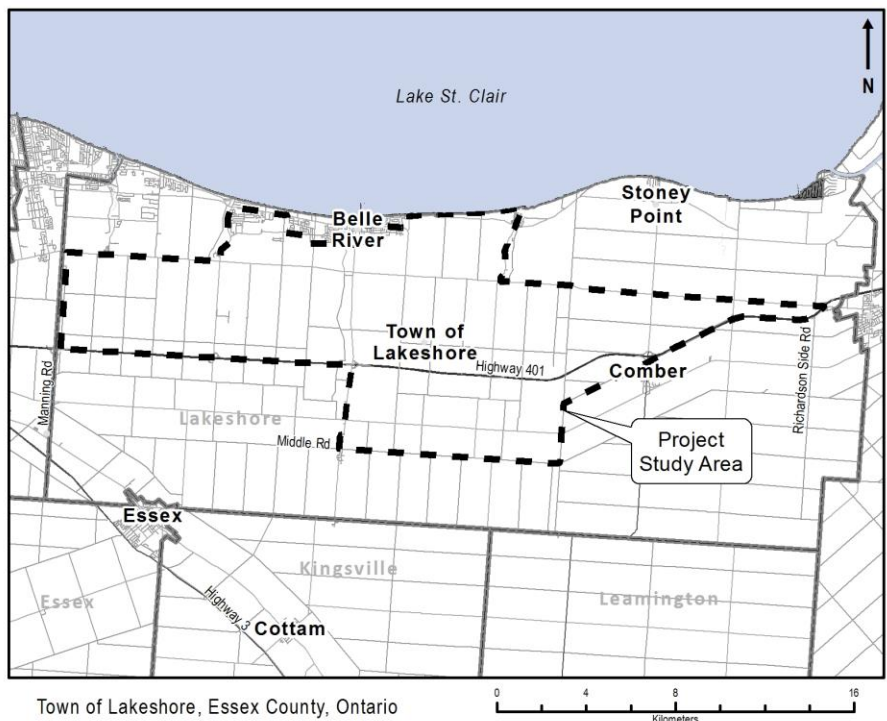 N
Lake St. Clair
Stoney
Point
Belle
River
Town of
Lakeshore
Highway 401
Comber
Manning Rd
Richardson Side Rd
Lakeshore
Middle Rd
Project
Study Area
Essex
Kingsville
Essex
Highway 3
Leamington
Cottam
Town of Lakeshore, Essex County, Ontario
0 4 8 16
Kilometers